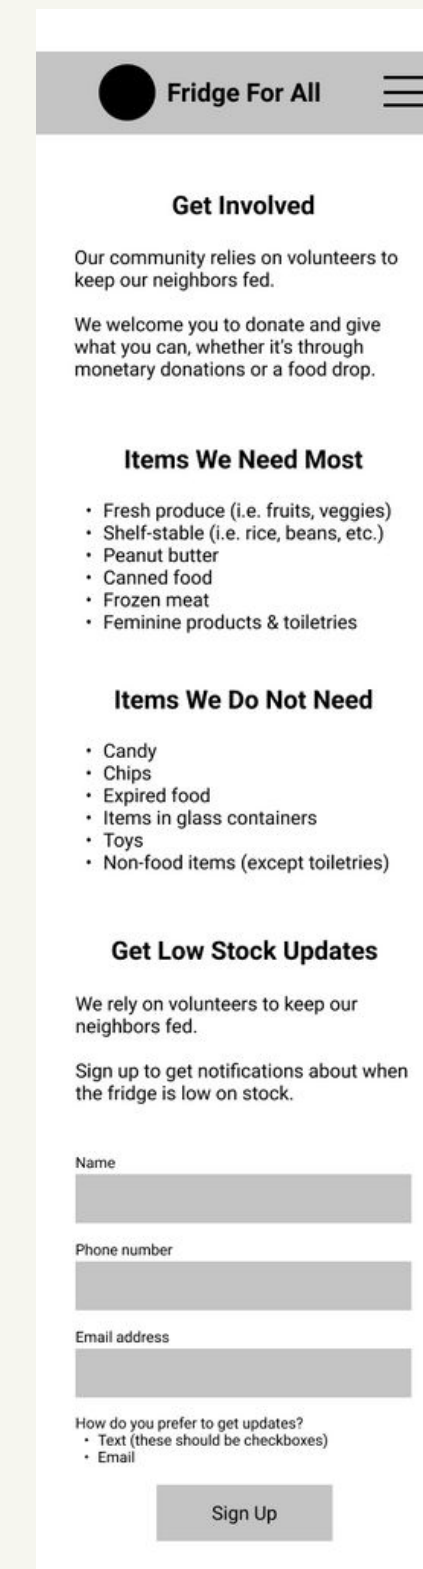 Fridge For All
Get Involved
Our community relies on volunteers to
keep our neighbors fed.
We welcome you to donate and give
what you can, whether it's through
monetary donations or a food drop.
Items We Need Most
• Fresh produce (i.e. fruits, veggies)
• Shelf-stable (i.e. rice, beans, etc.)
• Peanut butter
• Canned food
• Frozen meat
• Feminine products & toiletries
Items We Do Not Need
• Candy
• Chips
• Expired food
• Items in glass containers
• Toys
• Non-food items (except toiletries)
Get Low Stock Updates
We rely on volunteers to keep our
neighbors fed.
Sign up to get notifications about when
the fridge is low on stock.
Name
Phone number
Email address
How do you prefer to get updates?
• Text (these should be checkboxes)
• Email
Sign Up